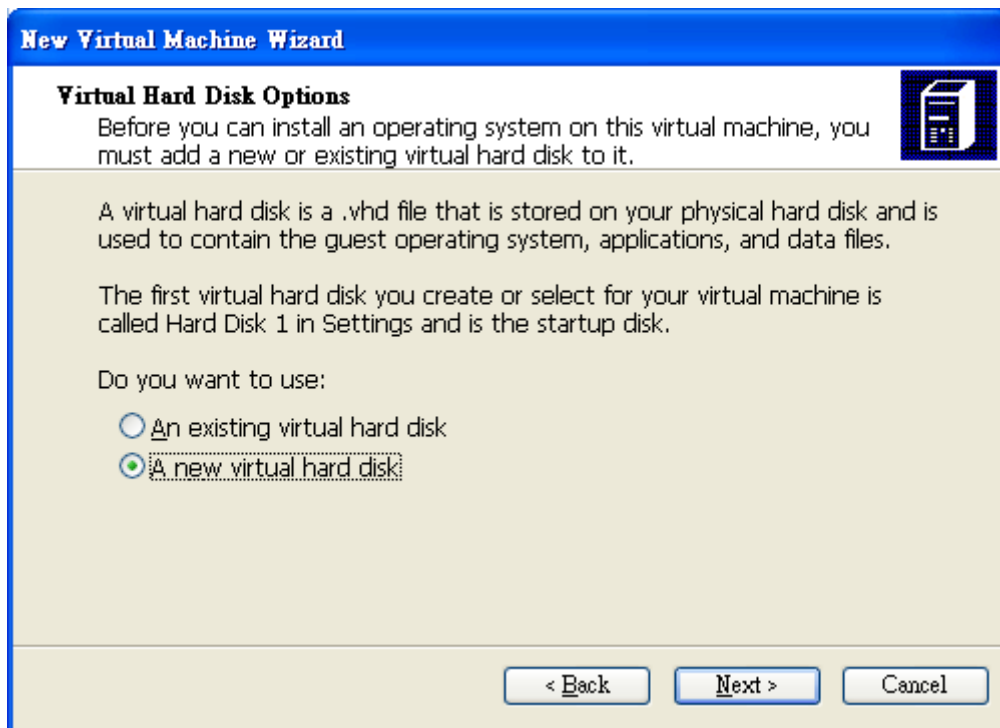 New Virtual Machine Wizard
Virtual Hard Disk Options
Before you can install an operating system on this virtual machine, you
must add a new or existing virtual hard disk to it.
A virtual hard disk is a .vhd file that is stored on your physical hard disk and is
used to contain the guest operating system, applications, and data files.
The first virtual hard disk you create or select for your virtual machine is
called Hard Disk 1 in Settings and is the startup disk.
Do you want to use:
An existing virtual hard disk
A new virtual hard disk
< Back
Next >
Cancel